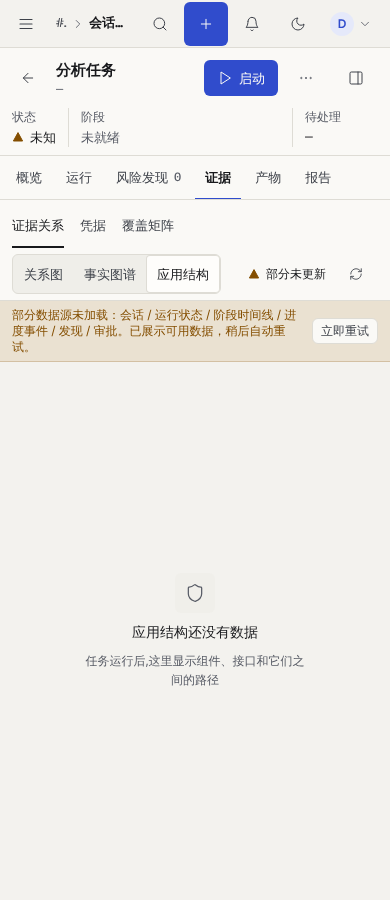 #. > 会话… D
分析任务
—
启动
状态
未知
阶段
未就绪
待处理
—
概览 运行 风险发现 0 证据 产物 报告
证据关系 凭据 覆盖矩阵
关系图 事实图谱 应用结构 部分未更新
部分数据源未加载：会话 / 运行状态 / 阶段时间线 / 进
度事件 / 发现 / 审批。已展示可用数据，稍后自动重
试。
立即重试
应用结构还没有数据
任务运行后,这里显示组件、接口和它们之
间的路径